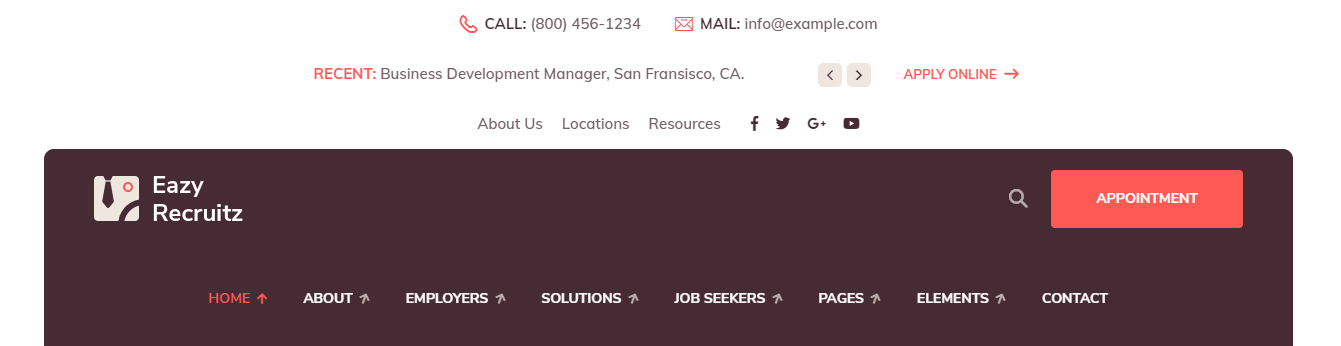 CALL: (800) 456-1234 MAIL: info@example.com
RECENT: Business Development Manager, San Fransisco, CA. APPLY ONLINE
About Us Locations Resources
Eazy
Recruitz
APPOINTMENT
HOME ABOUT EMPLOYERS SOLUTIONS JOB SEEKERS PAGES ELEMENTS CONTACT